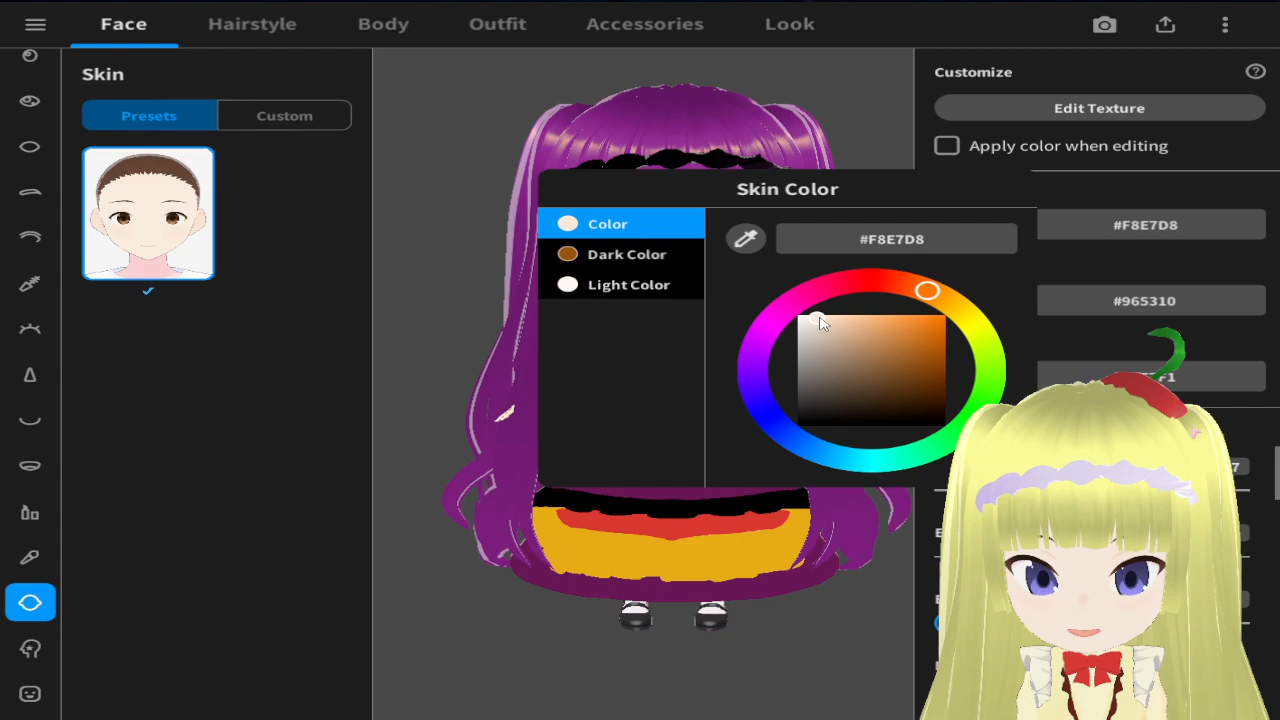 Face Hairstyle Body Outfit Accessories Look
Skin
Presets Custom
Customize
Edit Texture
Apply color when editing
Skin Color
Color
Dark Color
Light Color
#F8E7D8
#F8E7D8
#965310
7